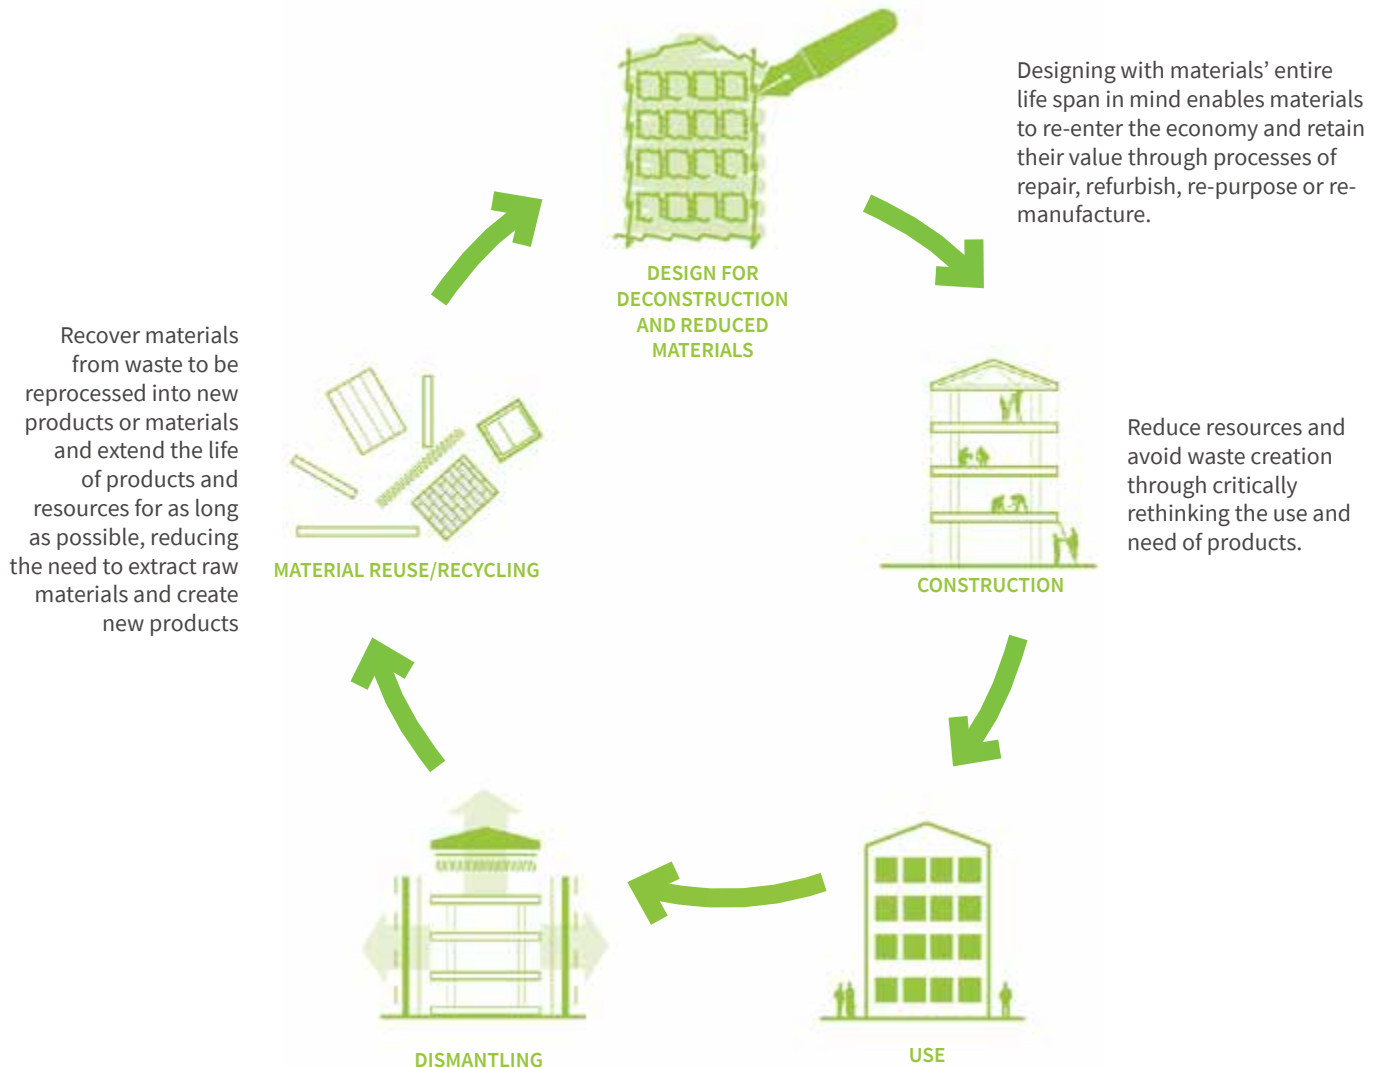 Designing with materials’ entire
life span in mind enables materials
to re-enter the economy and retain
their value through processes of
repair, refurbish, re-purpose or re-
manufacture.
DESIGN FOR
DECONSTRUCTION
AND REDUCED
MATERIALS
Recover materials
from waste to be
reprocessed into new
products or materials
and extend the life
of products and
resources for as long
as possible, reducing
the need to extract raw
materials and create
new products
MATERIAL REUSE/RECYCLING
Reduce resources and
avoid waste creation
through critically
rethinking the use and
need of products.
CONSTRUCTION
DISMANTLING
USE